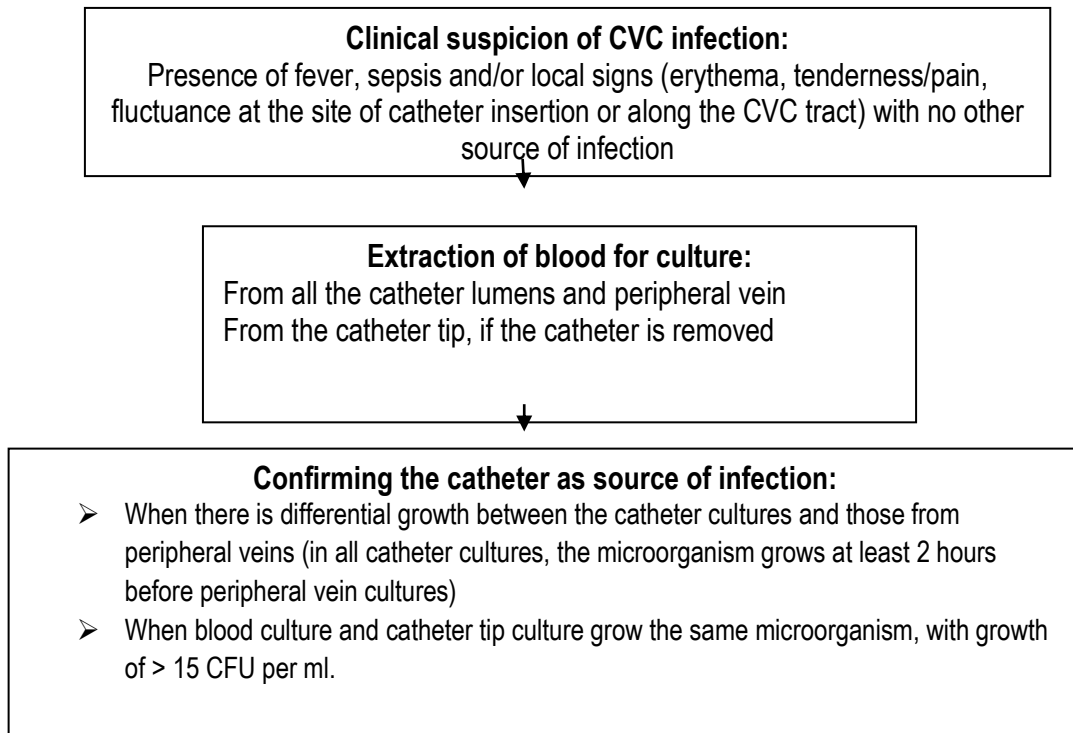 Clinical suspicion of CVC infection:
Presence of fever, sepsis and/or local signs (erythema, tenderness/pain,
fluctuance at the site of catheter insertion or along the CVC tract) with no other
source of infection
Extraction of blood for culture:
From all the catheter lumens and peripheral vein
From the catheter tip, if the catheter is removed
Confirming the catheter as source of infection:
➢ When there is differential growth between the catheter cultures and those from
peripheral veins (in all catheter cultures, the microorganism grows at least 2 hours
before peripheral vein cultures)
➢ When blood culture and catheter tip culture grow the same microorganism, with growth
of > 15 CFU per ml.